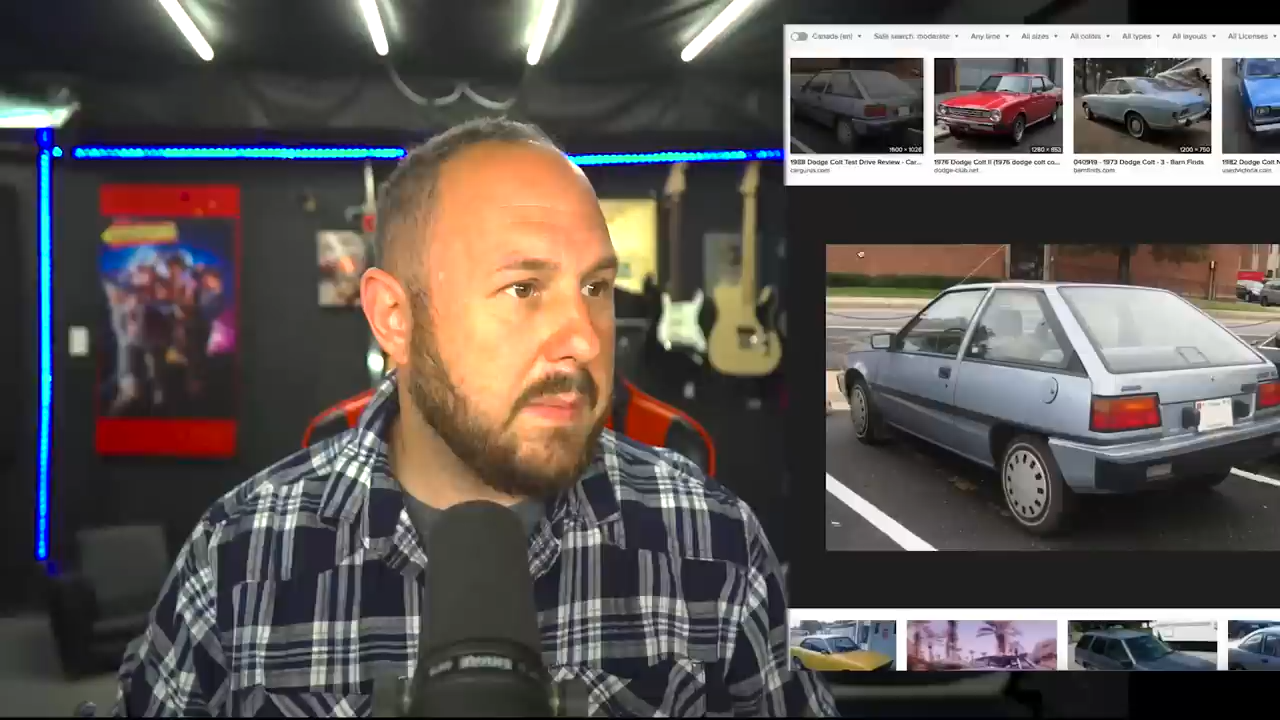 Canada (en) Safe search: moderate Any time All sizes All colors All types All layouts All Licenses
1600 × 1026
1280 × 853
1200 × 750
1988 Dodge Colt Test Drive Review - Car...
1976 Dodge Colt II (1976 dodge colt co...
040919 - 1973 Dodge Colt - 3 - Barn Finds
1982 Dodge Colt
cargurus.com
dodge-club.net
barnfinds.com
usedvictoria.com